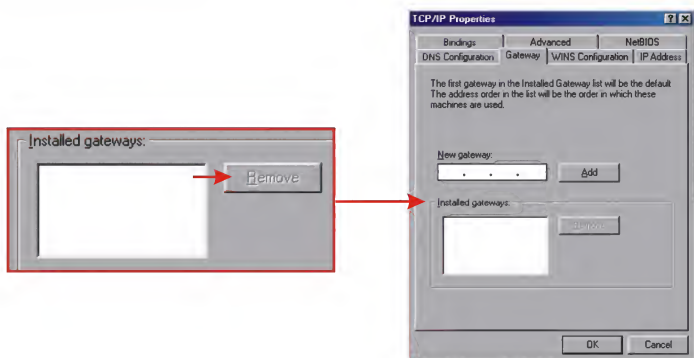 TCP/IP Properties
Bindings Advanced NetBIOS
DNS Configuration Gateway WINS Configuration IP Address
The first gateway in the Installed Gateway list will be the default
The address order in the list will be the order in which these
machines are used.
New gateway:
. . . Add
Installed gateways:
Remove
OK Cancel
Installed gateways:
Remove